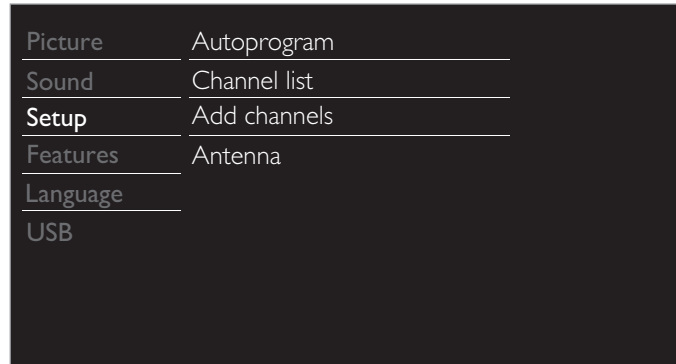 Picture
Sound
Setup
Features
Language
USB
Autoprogram
Channel list
Add channels
Antenna